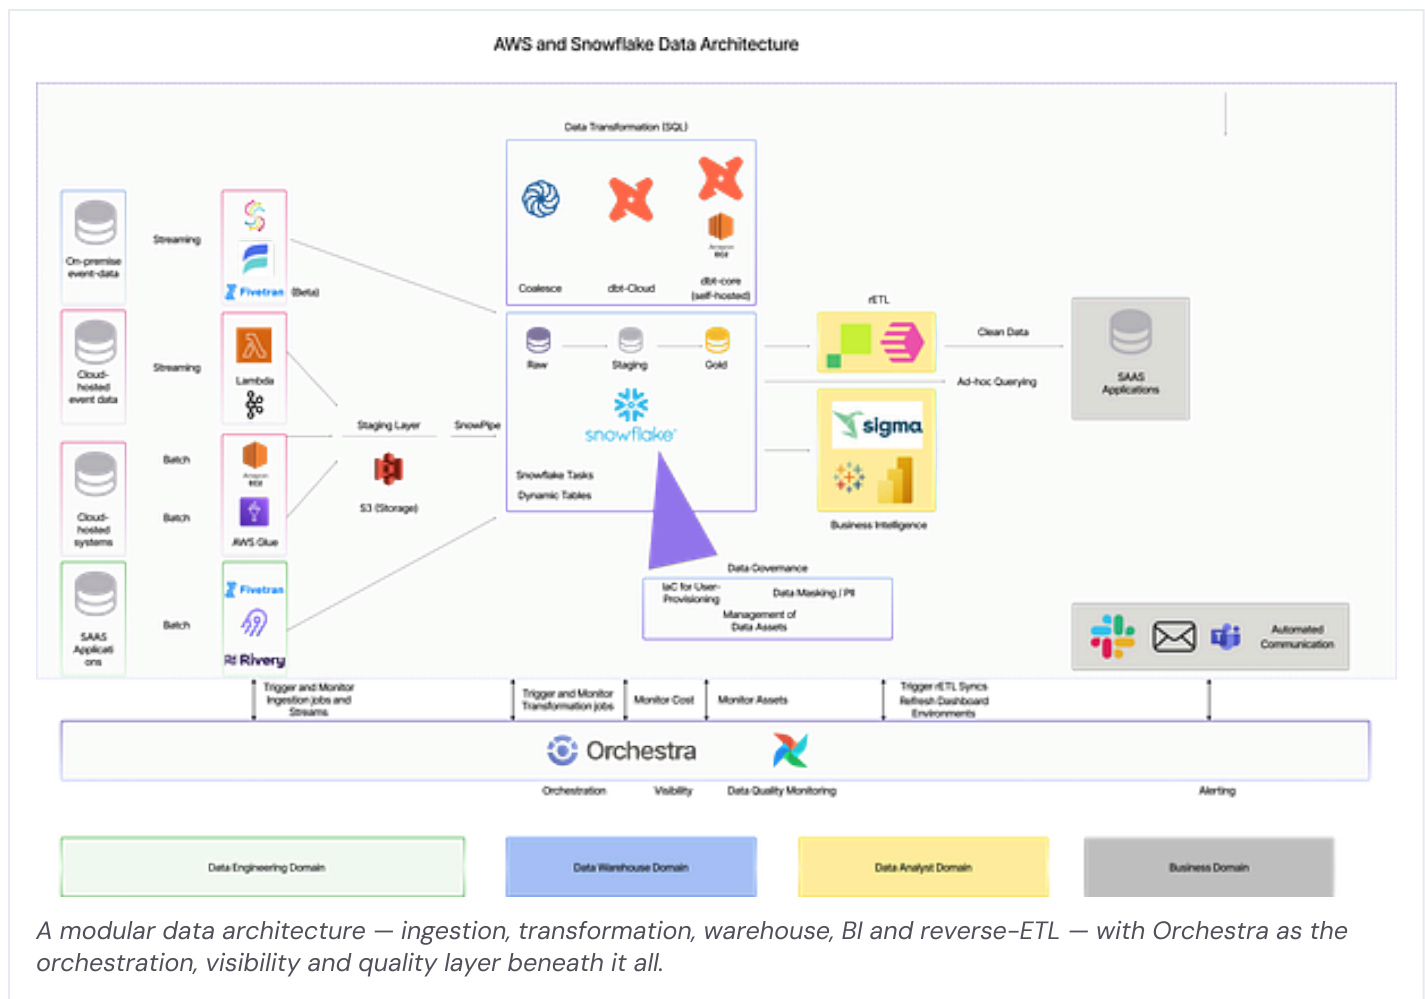 AWS and Snowflake Data Architecture
Data Transformation (SQL)
Coalesce
dbt-Cloud
Amazon
EC2
dbt-core
(self-hosted)
On-premise
event-data
Streaming
Fivetran (Beta)
Cloud-
hosted
event data
Streaming
Lambda
Cloud-
hosted
systems
Batch
Batch
Amazon
EC2
AWS Glue
SAAS
Applicati
ons
Batch
Fivetran
Rivery
Staging Layer
S3 (Storage)
SnowPipe
Raw
Staging
Gold
snowflake
Snowflake Tasks
Dynamic Tables
rETL
Clean Data
Ad-hoc Querying
SAAS
Applications
sigma
Business Intelligence
Data Governance
IaC for User-
Provisioning
Data Masking / PII
Management of
Data Assets
Automated
Communication
Trigger and Monitor
Ingestion jobs and
Streams
Trigger and Monitor
Transformation jobs
Monitor Cost
Monitor Assets
Trigger rETL Syncs
Refresh Dashboard
Environments
Orchestra
Orchestration
Visibility
Data Quality Monitoring
Alerting
Data Engineering Domain
Data Warehouse Domain
Data Analyst Domain
Business Domain
A modular data architecture — ingestion, transformation, warehouse, BI and reverse-ETL — with Orchestra as the
orchestration, visibility and quality layer beneath it all.